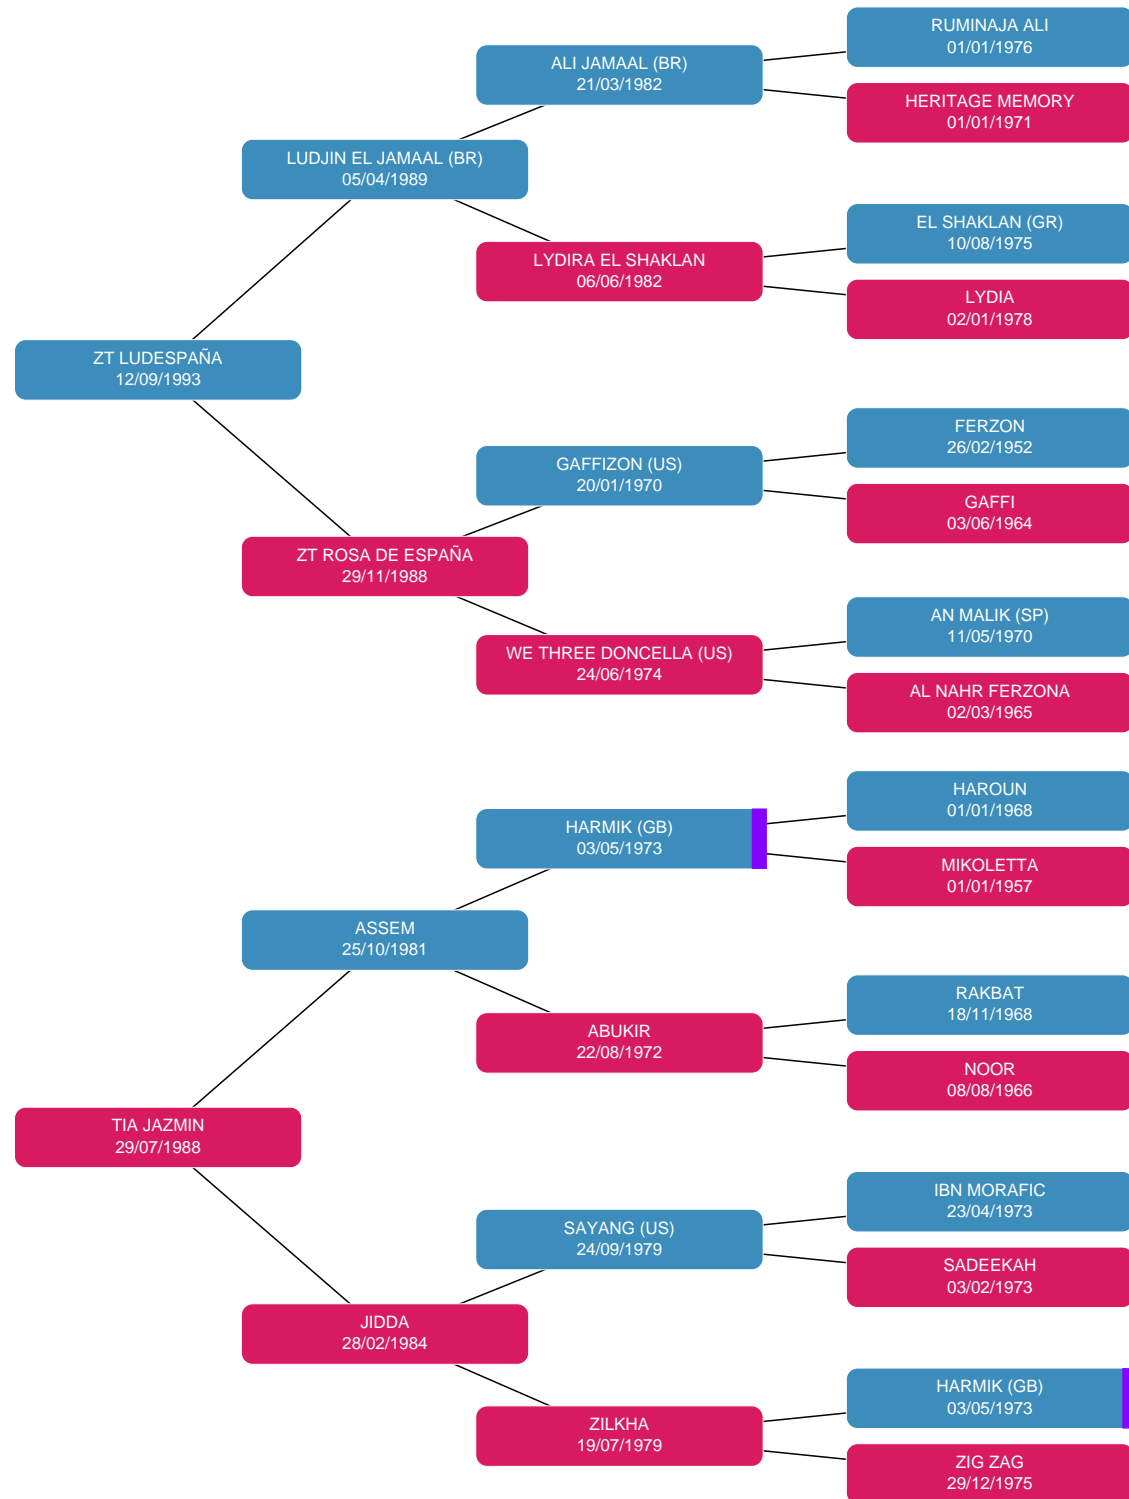 RUMINAJA ALI
01/01/1976
ALI JAMAAL (BR)
21/03/1982
HERITAGE MEMORY
01/01/1971
LUDJIN EL JAMAAL (BR)
05/04/1989
EL SHAKLAN (GR)
10/08/1975
LYDIRA EL SHAKLAN
06/06/1982
LYDIA
02/01/1978
ZT LUDESPAÑA
12/09/1993
FERZON
26/02/1952
GAFFIZON (US)
20/01/1970
GAFFI
03/06/1964
ZT ROSA DE ESPAÑA
29/11/1988
AN MALIK (SP)
11/05/1970
WE THREE DONCELLA (US)
24/06/1974
AL NAHR FERZONA
02/03/1965
HAROUN
01/01/1968
HARMIK (GB)
03/05/1973
MIKOLETTA
01/01/1957
ASSEM
25/10/1981
RAKBAT
18/11/1968
ABUKIR
22/08/1972
NOOR
08/08/1966
TIA JAZMIN
29/07/1988
IBN MORAFIC
23/04/1973
SAYANG (US)
24/09/1979
SADEEKAH
03/02/1973
JIDDA
28/02/1984
HARMIK (GB)
03/05/1973
ZILKHA
19/07/1979
ZIG ZAG
29/12/1975